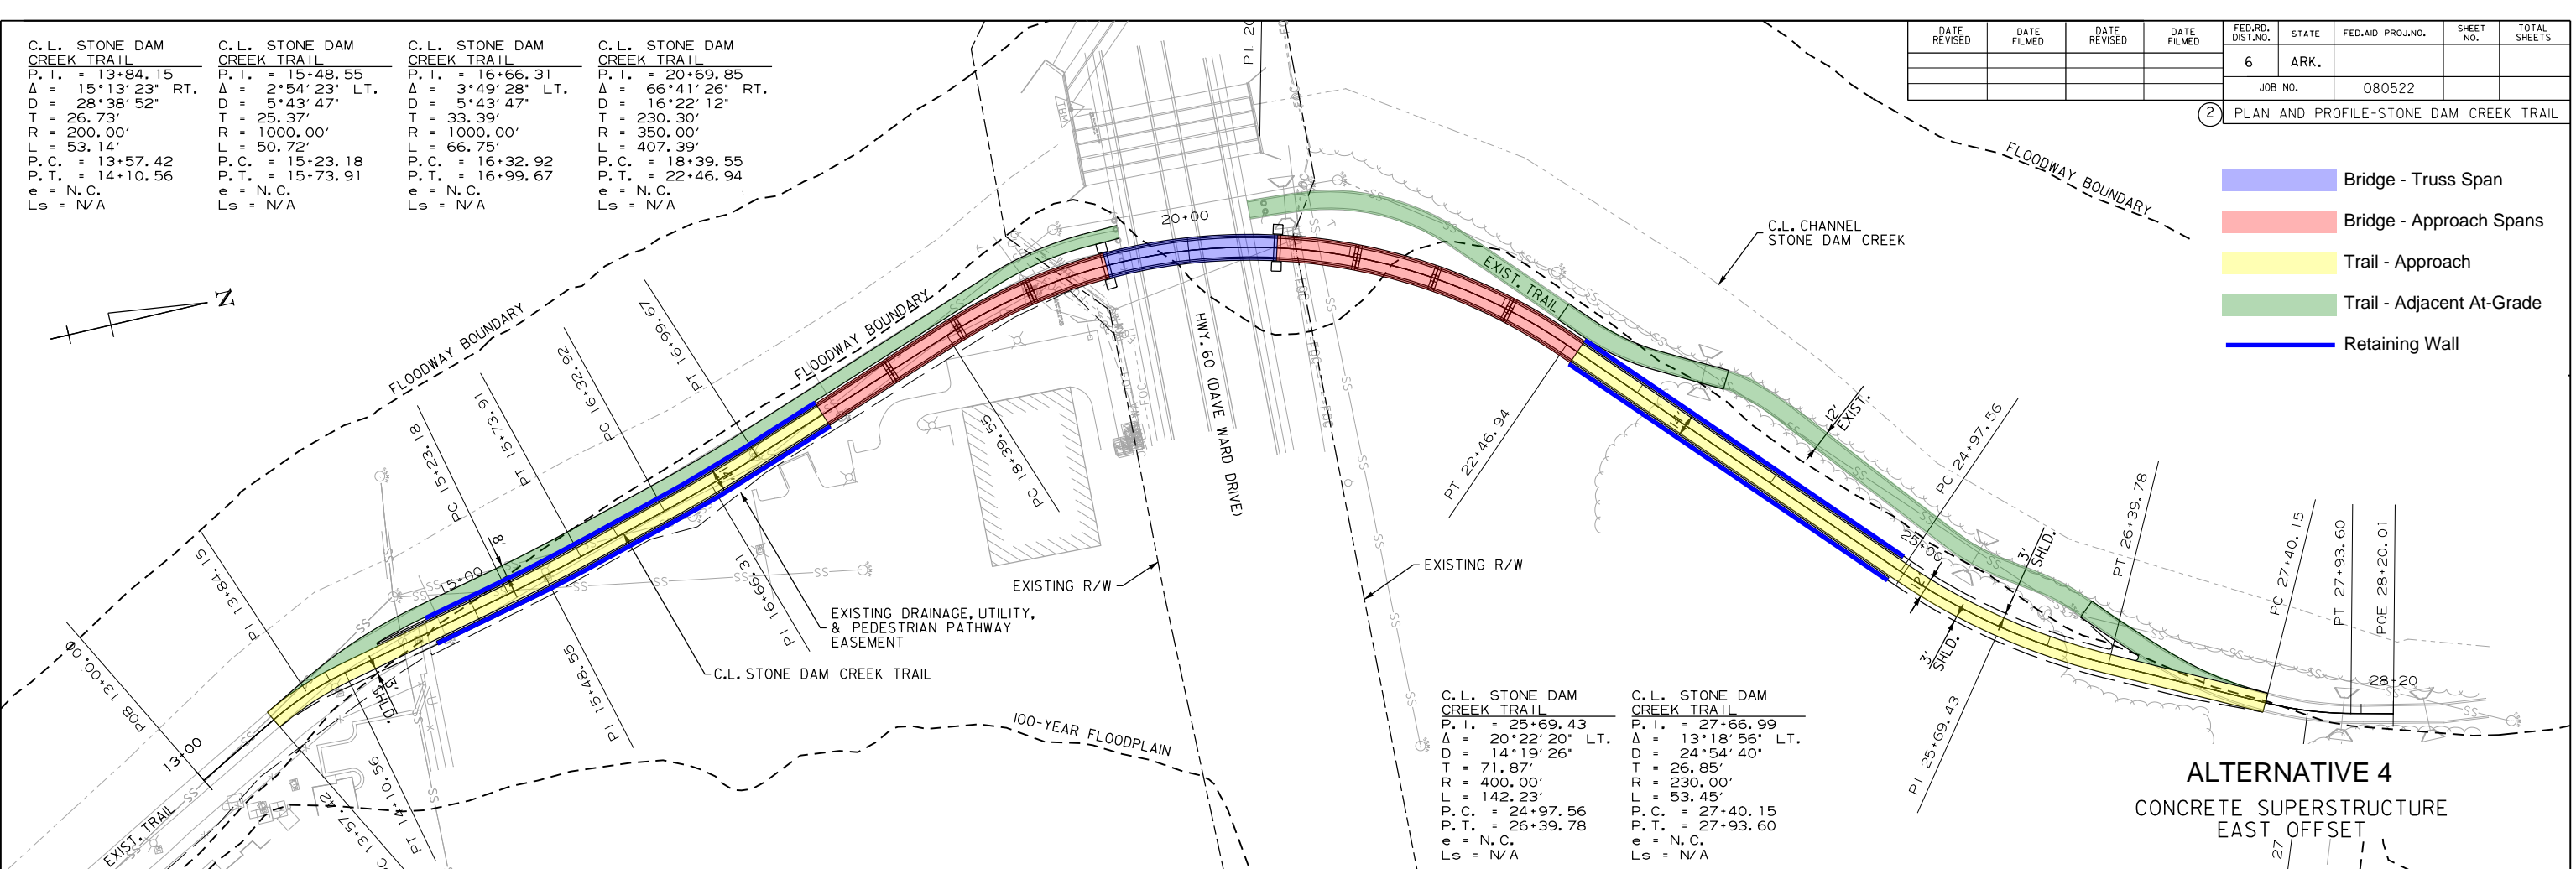 C.L. STONE DAM
CREEK TRAIL
P.I. = 13+84.15
Δ = 15°13'23" RT.
D = 28°38'52"
T = 26.73'
R = 200.00'
L = 53.14'
P.C. = 13+57.42
P.T. = 14+10.56
e = N.C.
Ls = N/A
C.L. STONE DAM
CREEK TRAIL
P.I. = 15+48.55
Δ = 2°54'23" LT.
D = 5°43'47"
T = 25.37'
R = 1000.00'
L = 50.72'
P.C. = 15+23.18
P.T. = 15+73.91
e = N.C.
Ls = N/A
C.L. STONE DAM
CREEK TRAIL
P.I. = 16+66.31
Δ = 3°49'28" LT.
D = 5°43'47"
T = 33.39'
R = 1000.00'
L = 66.75'
P.C. = 16+32.92
P.T. = 16+99.67
e = N.C.
Ls = N/A
C.L. STONE DAM
CREEK TRAIL
P.I. = 20+69.85
Δ = 66°41'26" RT.
D = 16°22'12"
T = 230.30'
R = 350.00'
L = 407.39'
P.C. = 18+39.55
P.T. = 22+46.94
e = N.C.
Ls = N/A
DATE REVISED
DATE FILMED
DATE REVISED
DATE FILMED
FED.RD. DIST.NO.
STATE
FED.AID PROJ.NO.
SHEET NO.
TOTAL SHEETS
6
ARK.
JOB NO.
080522
2
PLAN AND PROFILE-STONE DAM CREEK TRAIL
Bridge - Truss Span
Bridge - Approach Spans
Trail - Approach
Trail - Adjacent At-Grade
Retaining Wall
FLOODWAY BOUNDARY
C.L. CHANNEL
STONE DAM CREEK
N
FLOODWAY BOUNDARY
FLOODWAY BOUNDARY
TBM
P.I. 20
20+00
EXIST. TRAIL
HWY. 60 (DAVE WARD DRIVE)
PT 16+99.67
PC 16+32.92
PT 15+73.91
PC 15+23.18
PI 13+84.15
POB 13+00.00
13+00
15+00
8'
14'
3'
SHLD.
PC 18+39.55
PI 16+66.31
PI 15+48.55
PT 14+10.56
PC 13+57.42
EXIST. TRAIL
EXISTING DRAINAGE, UTILITY,
& PEDESTRIAN PATHWAY
EASEMENT
C.L. STONE DAM CREEK TRAIL
EXISTING R/W
EXISTING R/W
100-YEAR FLOODPLAIN
PT 22+46.94
14'
12'
EXIST.
PC 24+97.56
25+00
12'
3'
SHLD.
3'
SHLD.
PT 26+39.78
PI 25+69.43
PC 27+40.15
PT 27+93.60
POE 28+20.01
28+20
27
C.L. STONE DAM
CREEK TRAIL
P.I. = 25+69.43
Δ = 20°22'20" LT.
D = 14°19'26"
T = 71.87'
R = 400.00'
L = 142.23'
P.C. = 24+97.56
P.T. = 26+39.78
e = N.C.
Ls = N/A
C.L. STONE DAM
CREEK TRAIL
P.I. = 27+66.99
Δ = 13°18'56" LT.
D = 24°54'40"
T = 26.85'
R = 230.00'
L = 53.45'
P.C. = 27+40.15
P.T. = 27+93.60
e = N.C.
Ls = N/A
ALTERNATIVE 4
CONCRETE SUPERSTRUCTURE
EAST OFFSET